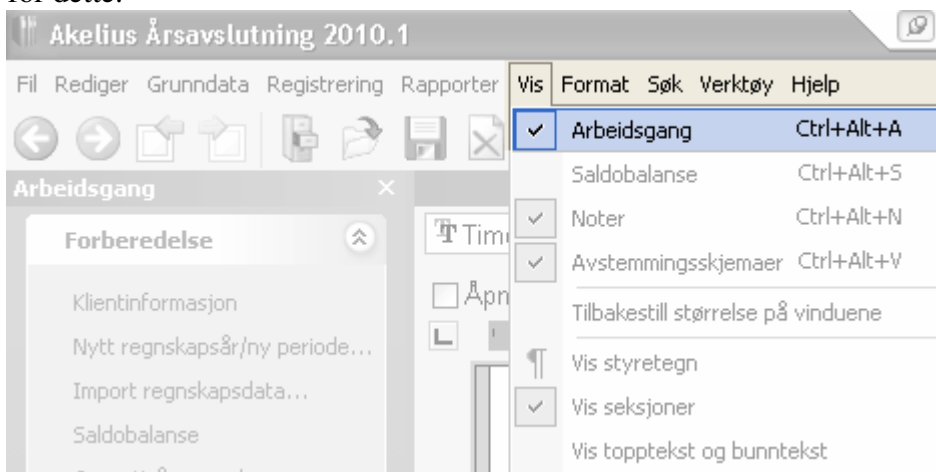 for dette.
Akelius Årsavslutning 2010.1
Fil Rediger Grunndata Registrering Rapporter Vis Format Søk Verktøy Hjelp
Arbeidsgang Ctrl+Alt+A
Saldobalanse Ctrl+Alt+S
Noter Ctrl+Alt+N
Avstemmingsskjemaer Ctrl+Alt+V
Tilbakestill størrelse på vinduene
Vis styretegn
Vis seksjoner
Vis topptekst og bunntekst
Arbeidsgang
Forberedelse
Klientinformasjon
Nytt regnskapsår/ny periode...
Import regnskapsdata...
Saldobalanse